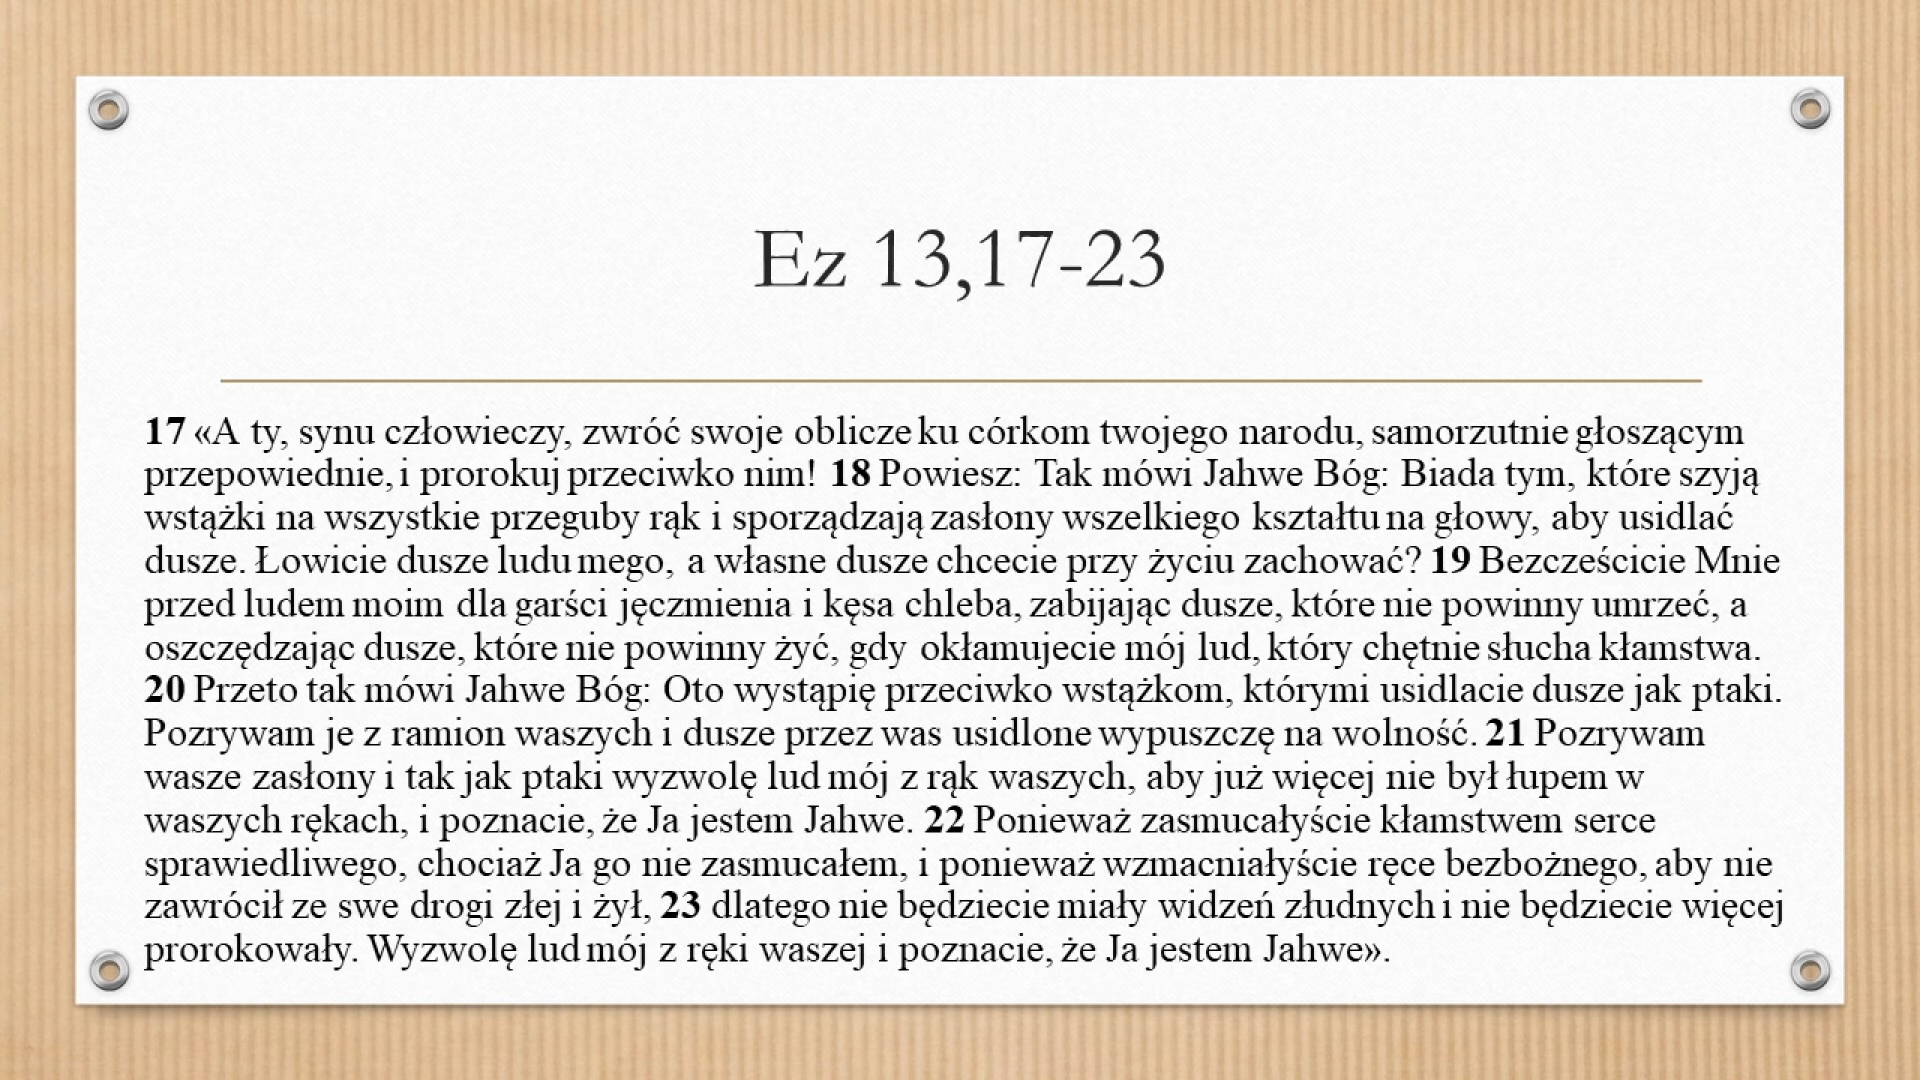 Ez 13,17-23
17 «A ty, synu człowieczy, zwróć swoje oblicze ku córkom twojego narodu, samorzutnie głoszącym
przepowiednie, i prorokuj przeciwko nim! 18 Powiesz: Tak mówi Jahwe Bóg: Biada tym, które szyją
wstążki na wszystkie przeguby rąk i sporządzają zasłony wszelkiego kształtu na głowy, aby usidlać
dusze. Łowicie dusze ludu mego, a własne dusze chcecie przy życiu zachować? 19 Bezcześcicie Mnie
przed ludem moim dla garści jęczmienia i kęsa chleba, zabijając dusze, które nie powinny umrzeć, a
oszczędzając dusze, które nie powinny żyć, gdy okłamujecie mój lud, który chętnie słucha kłamstwa.
20 Przeto tak mówi Jahwe Bóg: Oto wystąpię przeciwko wstążkom, którymi usidlacie dusze jak ptaki.
Pozrywam je z ramion waszych i dusze przez was usidlone wypuszczę na wolność. 21 Pozrywam
wasze zasłony i tak jak ptaki wyzwolę lud mój z rąk waszych, aby już więcej nie był łupem w
waszych rękach, i poznacie, że Ja jestem Jahwe. 22 Ponieważ zasmucałyście kłamstwem serce
sprawiedliwego, chociaż Ja go nie zasmucałem, i ponieważ wzmacniałyście ręce bezbożnego, aby nie
zawrócił ze swe drogi złej i żył, 23 dlatego nie będziecie miały widzeń złudnych i nie będziecie więcej
prorokowały. Wyzwolę lud mój z ręki waszej i poznacie, że Ja jestem Jahwe».